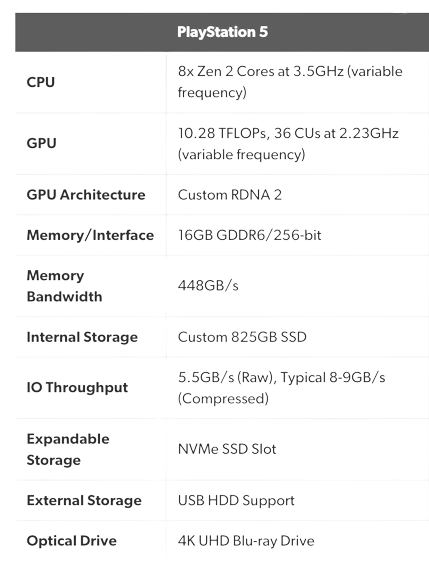 PlayStation 5
CPU
8x Zen 2 Cores at 3.5GHz (variable
frequency)
GPU
10.28 TFLOPs, 36 CUs at 2.23GHz
(variable frequency)
GPU Architecture
Custom RDNA 2
Memory/Interface
16GB GDDR6/256-bit
Memory
Bandwidth
448GB/s
Internal Storage
Custom 825GB SSD
IO Throughput
5.5GB/s (Raw), Typical 8-9GB/s
(Compressed)
Expandable
Storage
NVMe SSD Slot
External Storage
USB HDD Support
Optical Drive
4K UHD Blu-ray Drive